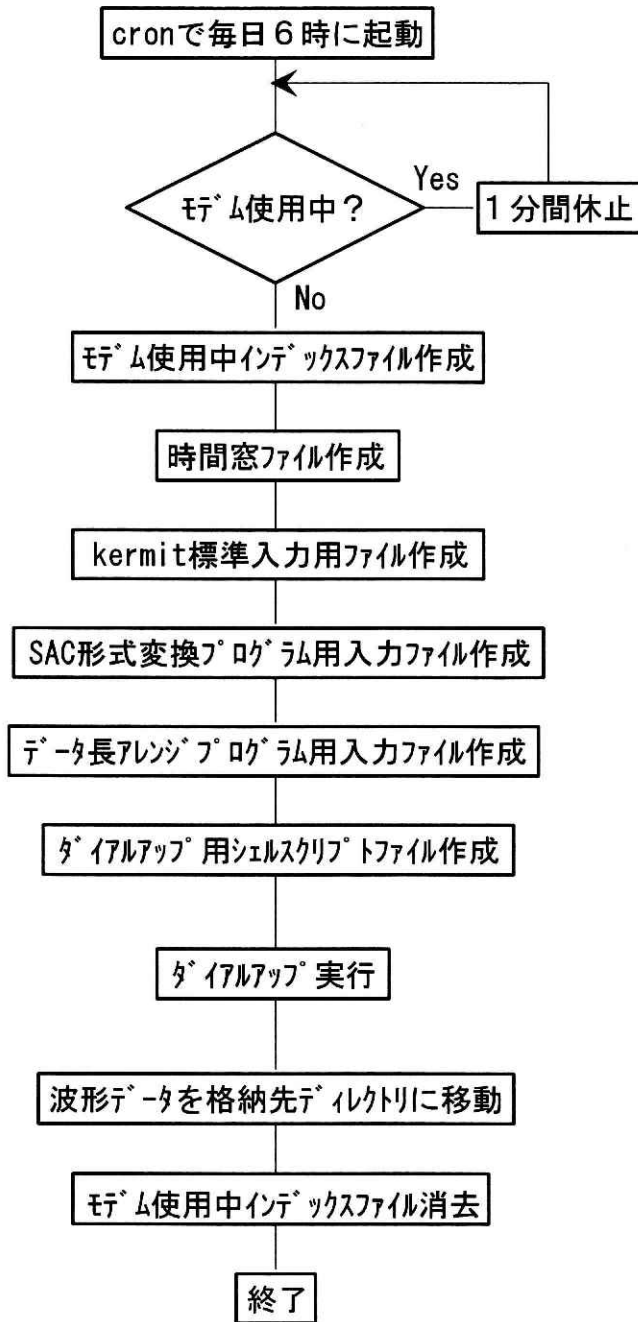 cronで毎日６時に起動
ﾓﾃﾞﾑ使用中？
Yes
１分間休止
No
ﾓﾃﾞﾑ使用中ｲﾝﾃﾞｯｸｽﾌｧｲﾙ作成
時間窓ﾌｧｲﾙ作成
kermit標準入力用ﾌｧｲﾙ作成
SAC形式変換ﾌﾟﾛｸﾞﾗﾑ用入力ﾌｧｲﾙ作成
ﾃﾞｰﾀ長ｱﾚﾝｼﾞﾌﾟﾛｸﾞﾗﾑ用入力ﾌｧｲﾙ作成
ﾀﾞｲｱﾙｱｯﾌﾟ用ｼｪﾙｽｸﾘﾌﾟﾄﾌｧｲﾙ作成
ﾀﾞｲｱﾙｱｯﾌﾟ実行
波形ﾃﾞｰﾀを格納先ﾃﾞｨﾚｸﾄﾘに移動
ﾓﾃﾞﾑ使用中ｲﾝﾃﾞｯｸｽﾌｧｲﾙ消去
終了